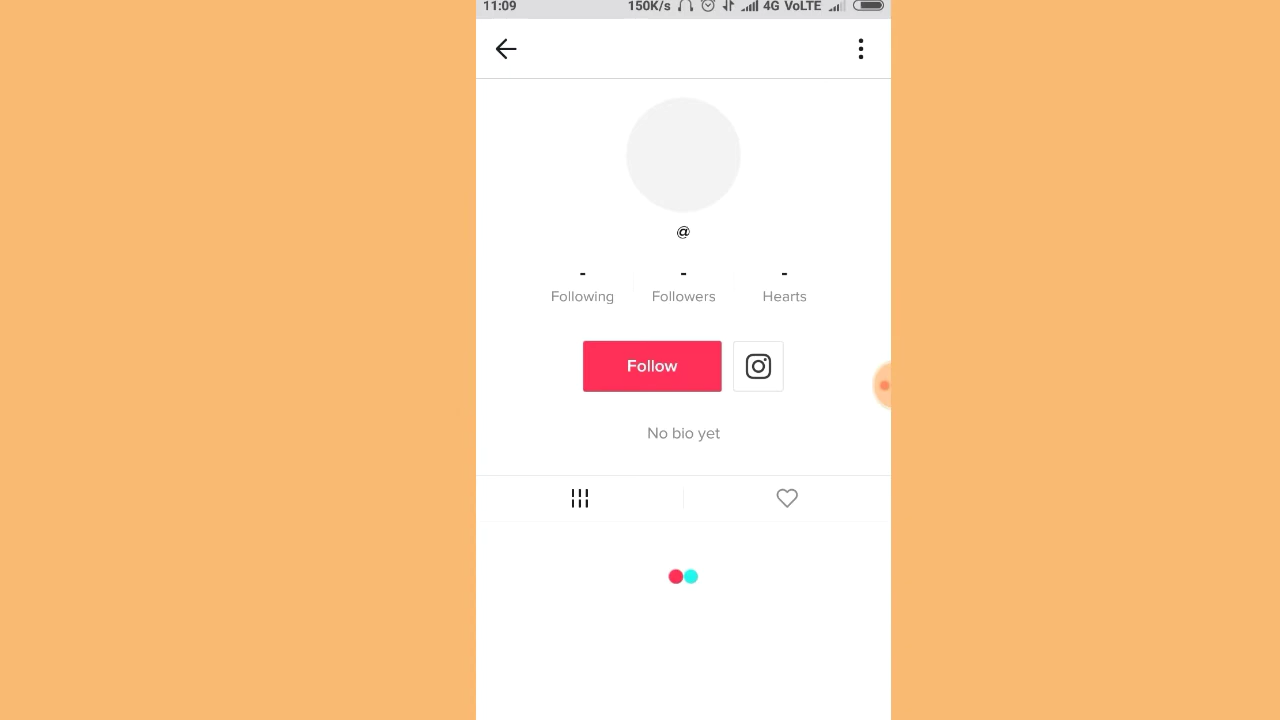 11:09 150K/s 4G VoLTE
@
- - -
Following Followers Hearts
Follow
No bio yet